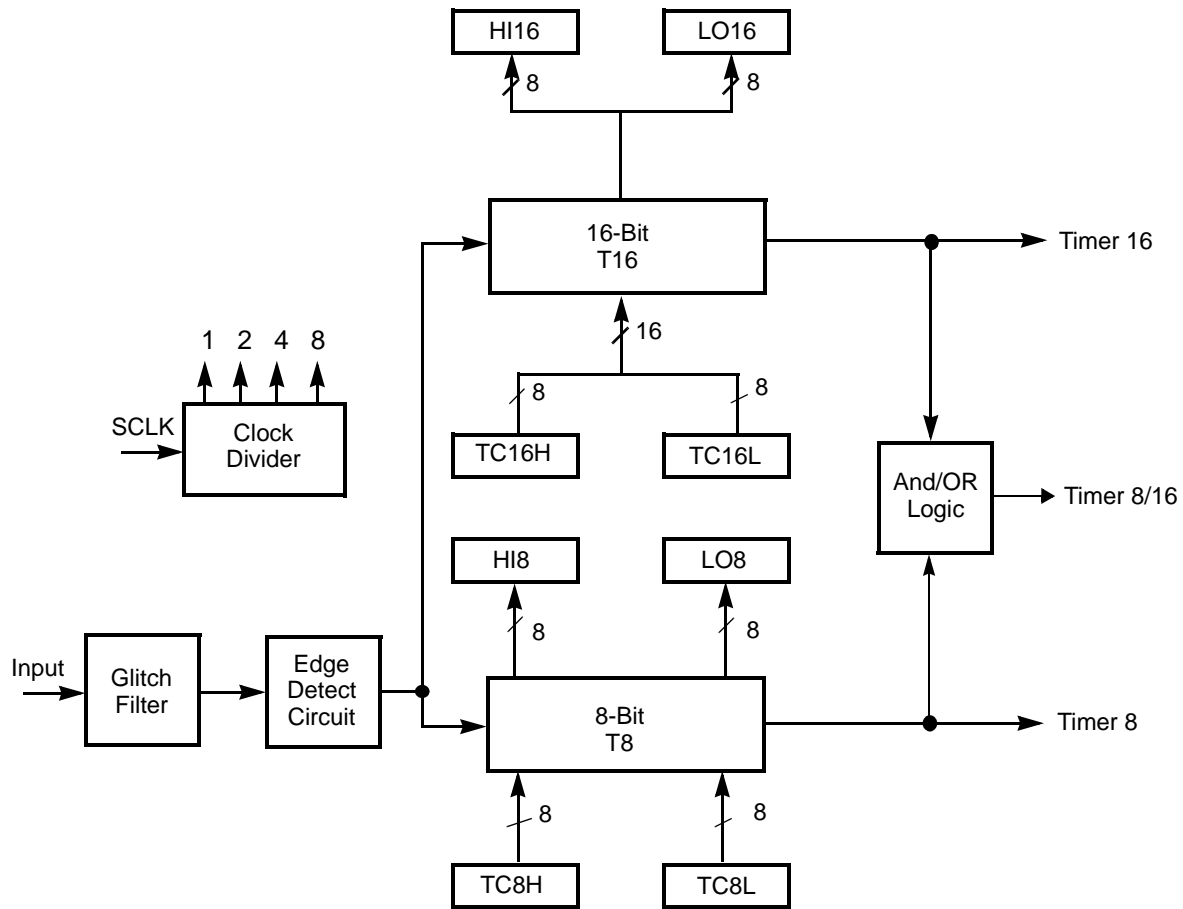 HI16
LO16
8
8
16-Bit
T16
Timer 16
16
1 2 4 8
SCLK
Clock
Divider
8
8
TC16H
TC16L
And/OR
Logic
Timer 8/16
HI8
LO8
8
8
Input
Glitch
Filter
Edge
Detect
Circuit
8-Bit
T8
Timer 8
8
8
TC8H
TC8L